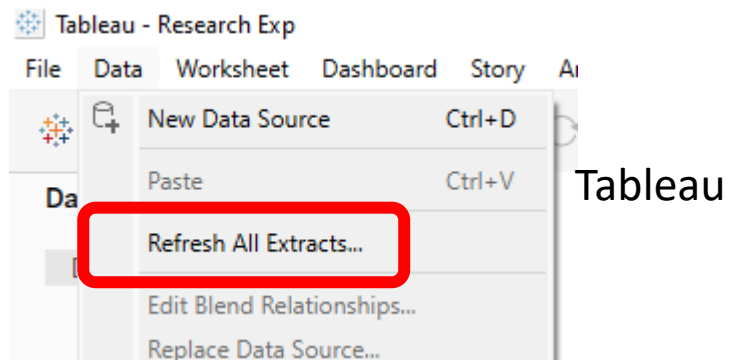 Tableau - Research Exp
File Data Worksheet Dashboard Story
New Data Source Ctrl+D
Paste Ctrl+V
Tableau
Refresh All Extracts...
Edit Blend Relationships...
Replace Data Source...